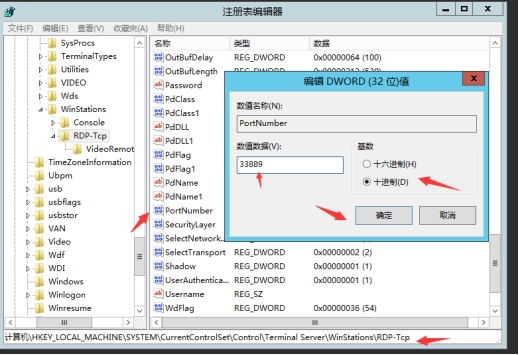 注册表编辑器
文件(F) 编辑(E) 查看(V) 收藏夹(A) 帮助(H)
SysProcs
TerminalTypes
Utilities
VIDEO
Wds
WinStations
Console
RDP-Tcp
VideoRemot
TimeZoneInformation
Ubpm
usb
usbflags
usbstor
VAN
Video
Wdf
WDI
Windows
Winlogon
Winresume
名称 类型 数据
OutBufDelay REG_DWORD 0x00000064 (100)
OutBufLength REG_DWORD
Password
PdClass
PdClass1
PdDLL
PdDLL1
PdFlag
PdFlag1
PdName
PdName1
PortNumber
SecurityLayer
SelectNetwork...
SelectTransport REG_DWORD 0x00000002 (2)
Shadow REG_DWORD 0x00000001 (1)
UserAuthentica... REG_DWORD 0x00000001 (1)
Username REG_SZ
WdFlag REG_DWORD 0x00000036 (54)
编辑 DWORD (32 位)值
数值名称(N):
PortNumber
数值数据(V):
33889
基数
十六进制(H)
十进制(D)
确定 取消
计算机\HKEY_LOCAL_MACHINE\SYSTEM\CurrentControlSet\Control\Terminal Server\WinStations\RDP-Tcp